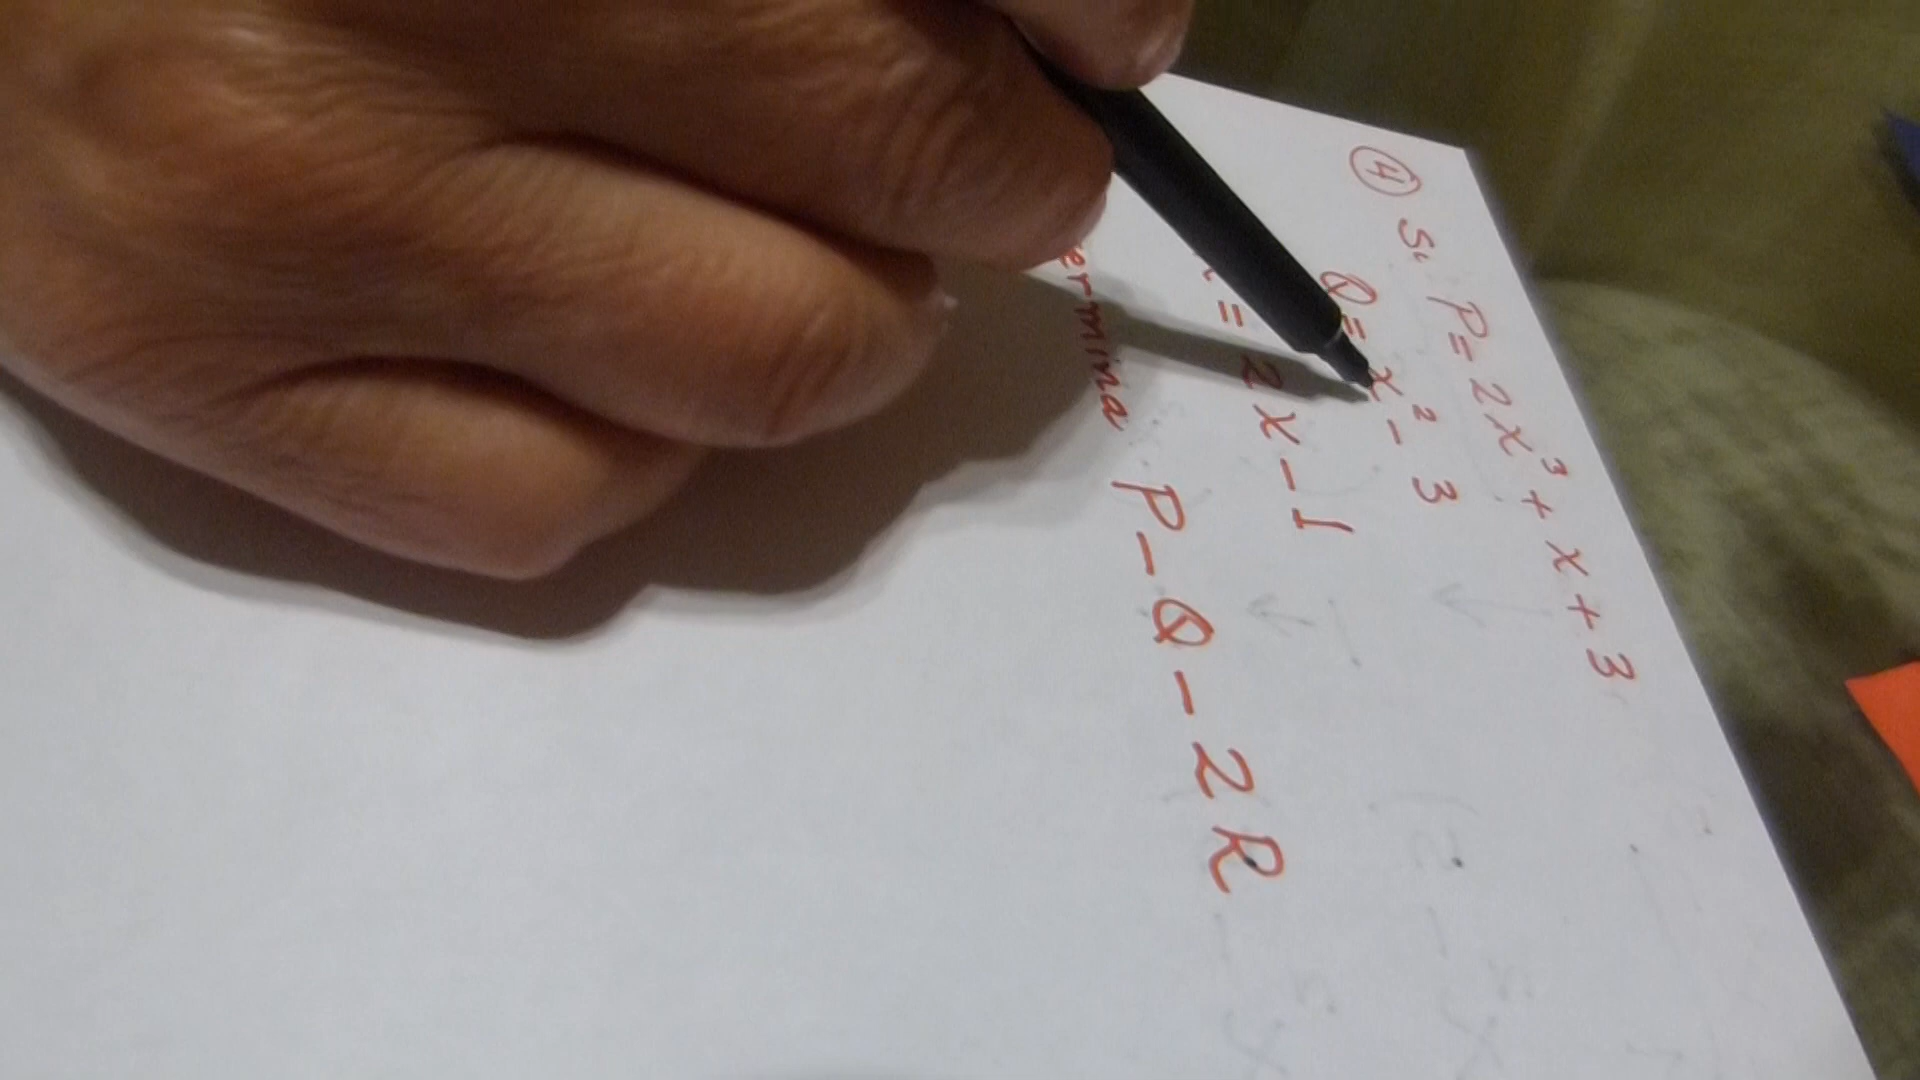 ④ Si P = 2x³ + x + 3
Q = x² - 3
= 2x - 1
ermina P - Q - 2R